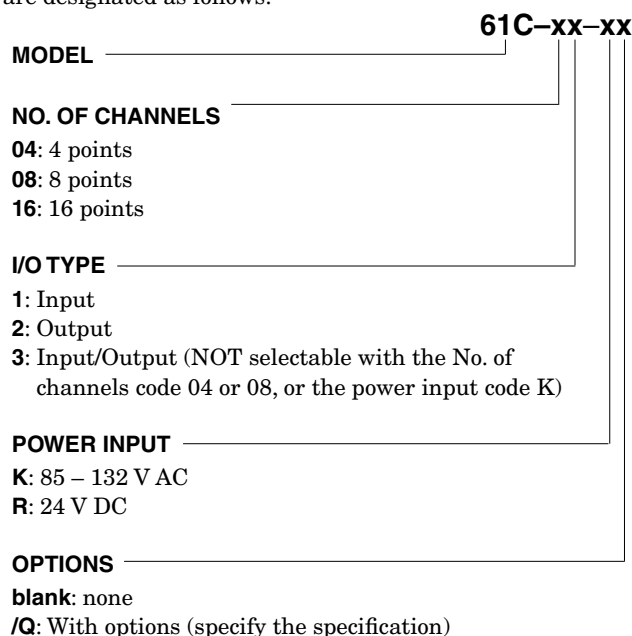 are designated as follows:
61C–xx–xx
MODEL
NO. OF CHANNELS
04: 4 points
08: 8 points
16: 16 points
I/O TYPE
1: Input
2: Output
3: Input/Output (NOT selectable with the No. of
channels code 04 or 08, or the power input code K)
POWER INPUT
K: 85 – 132 V AC
R: 24 V DC
OPTIONS
blank: none
/Q: With options (specify the specification)